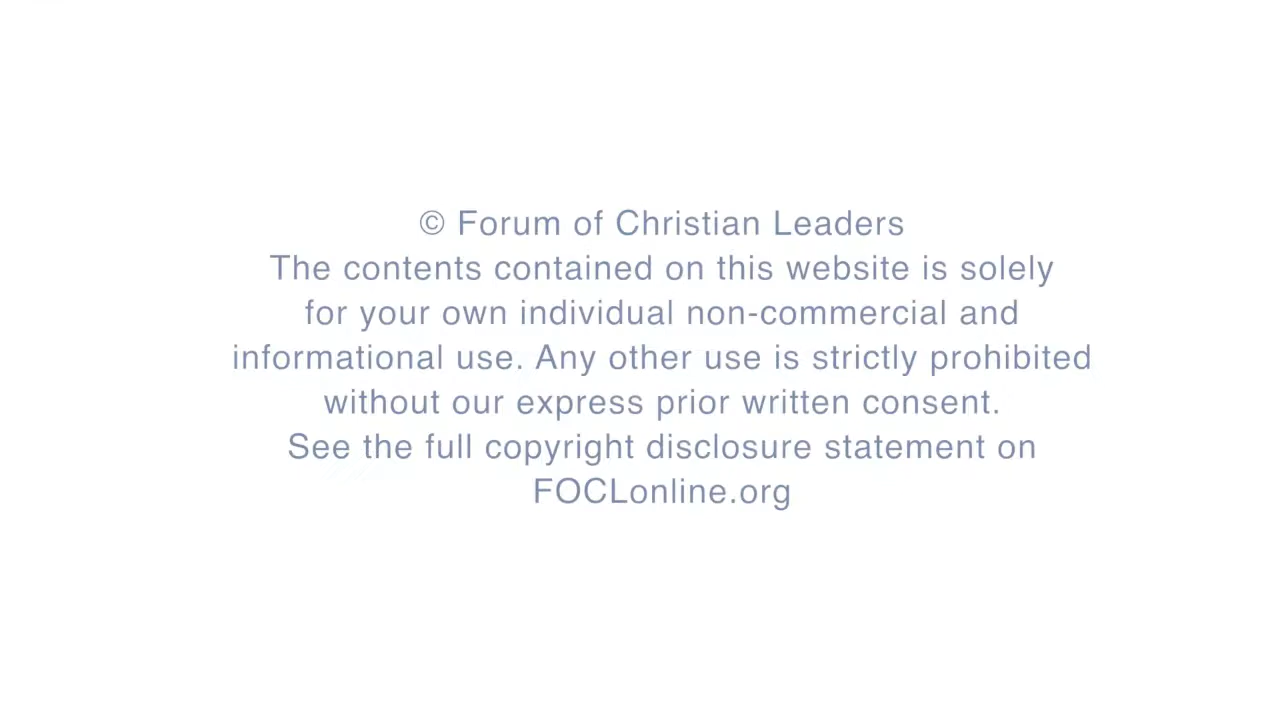 © Forum of Christian Leaders
The contents contained on this website is solely
for your own individual non-commercial and
informational use. Any other use is strictly prohibited
without our express prior written consent.
See the full copyright disclosure statement on
FOCLonline.org